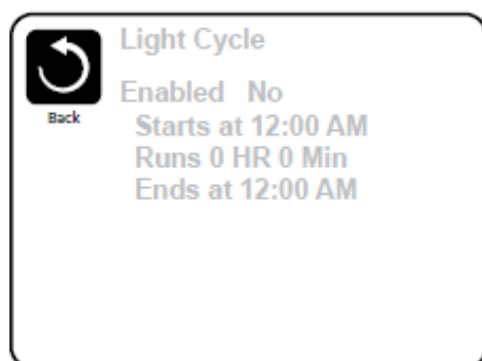 Light Cycle
Back
Enabled No
Starts at 12:00 AM
Runs 0 HR 0 Min
Ends at 12:00 AM